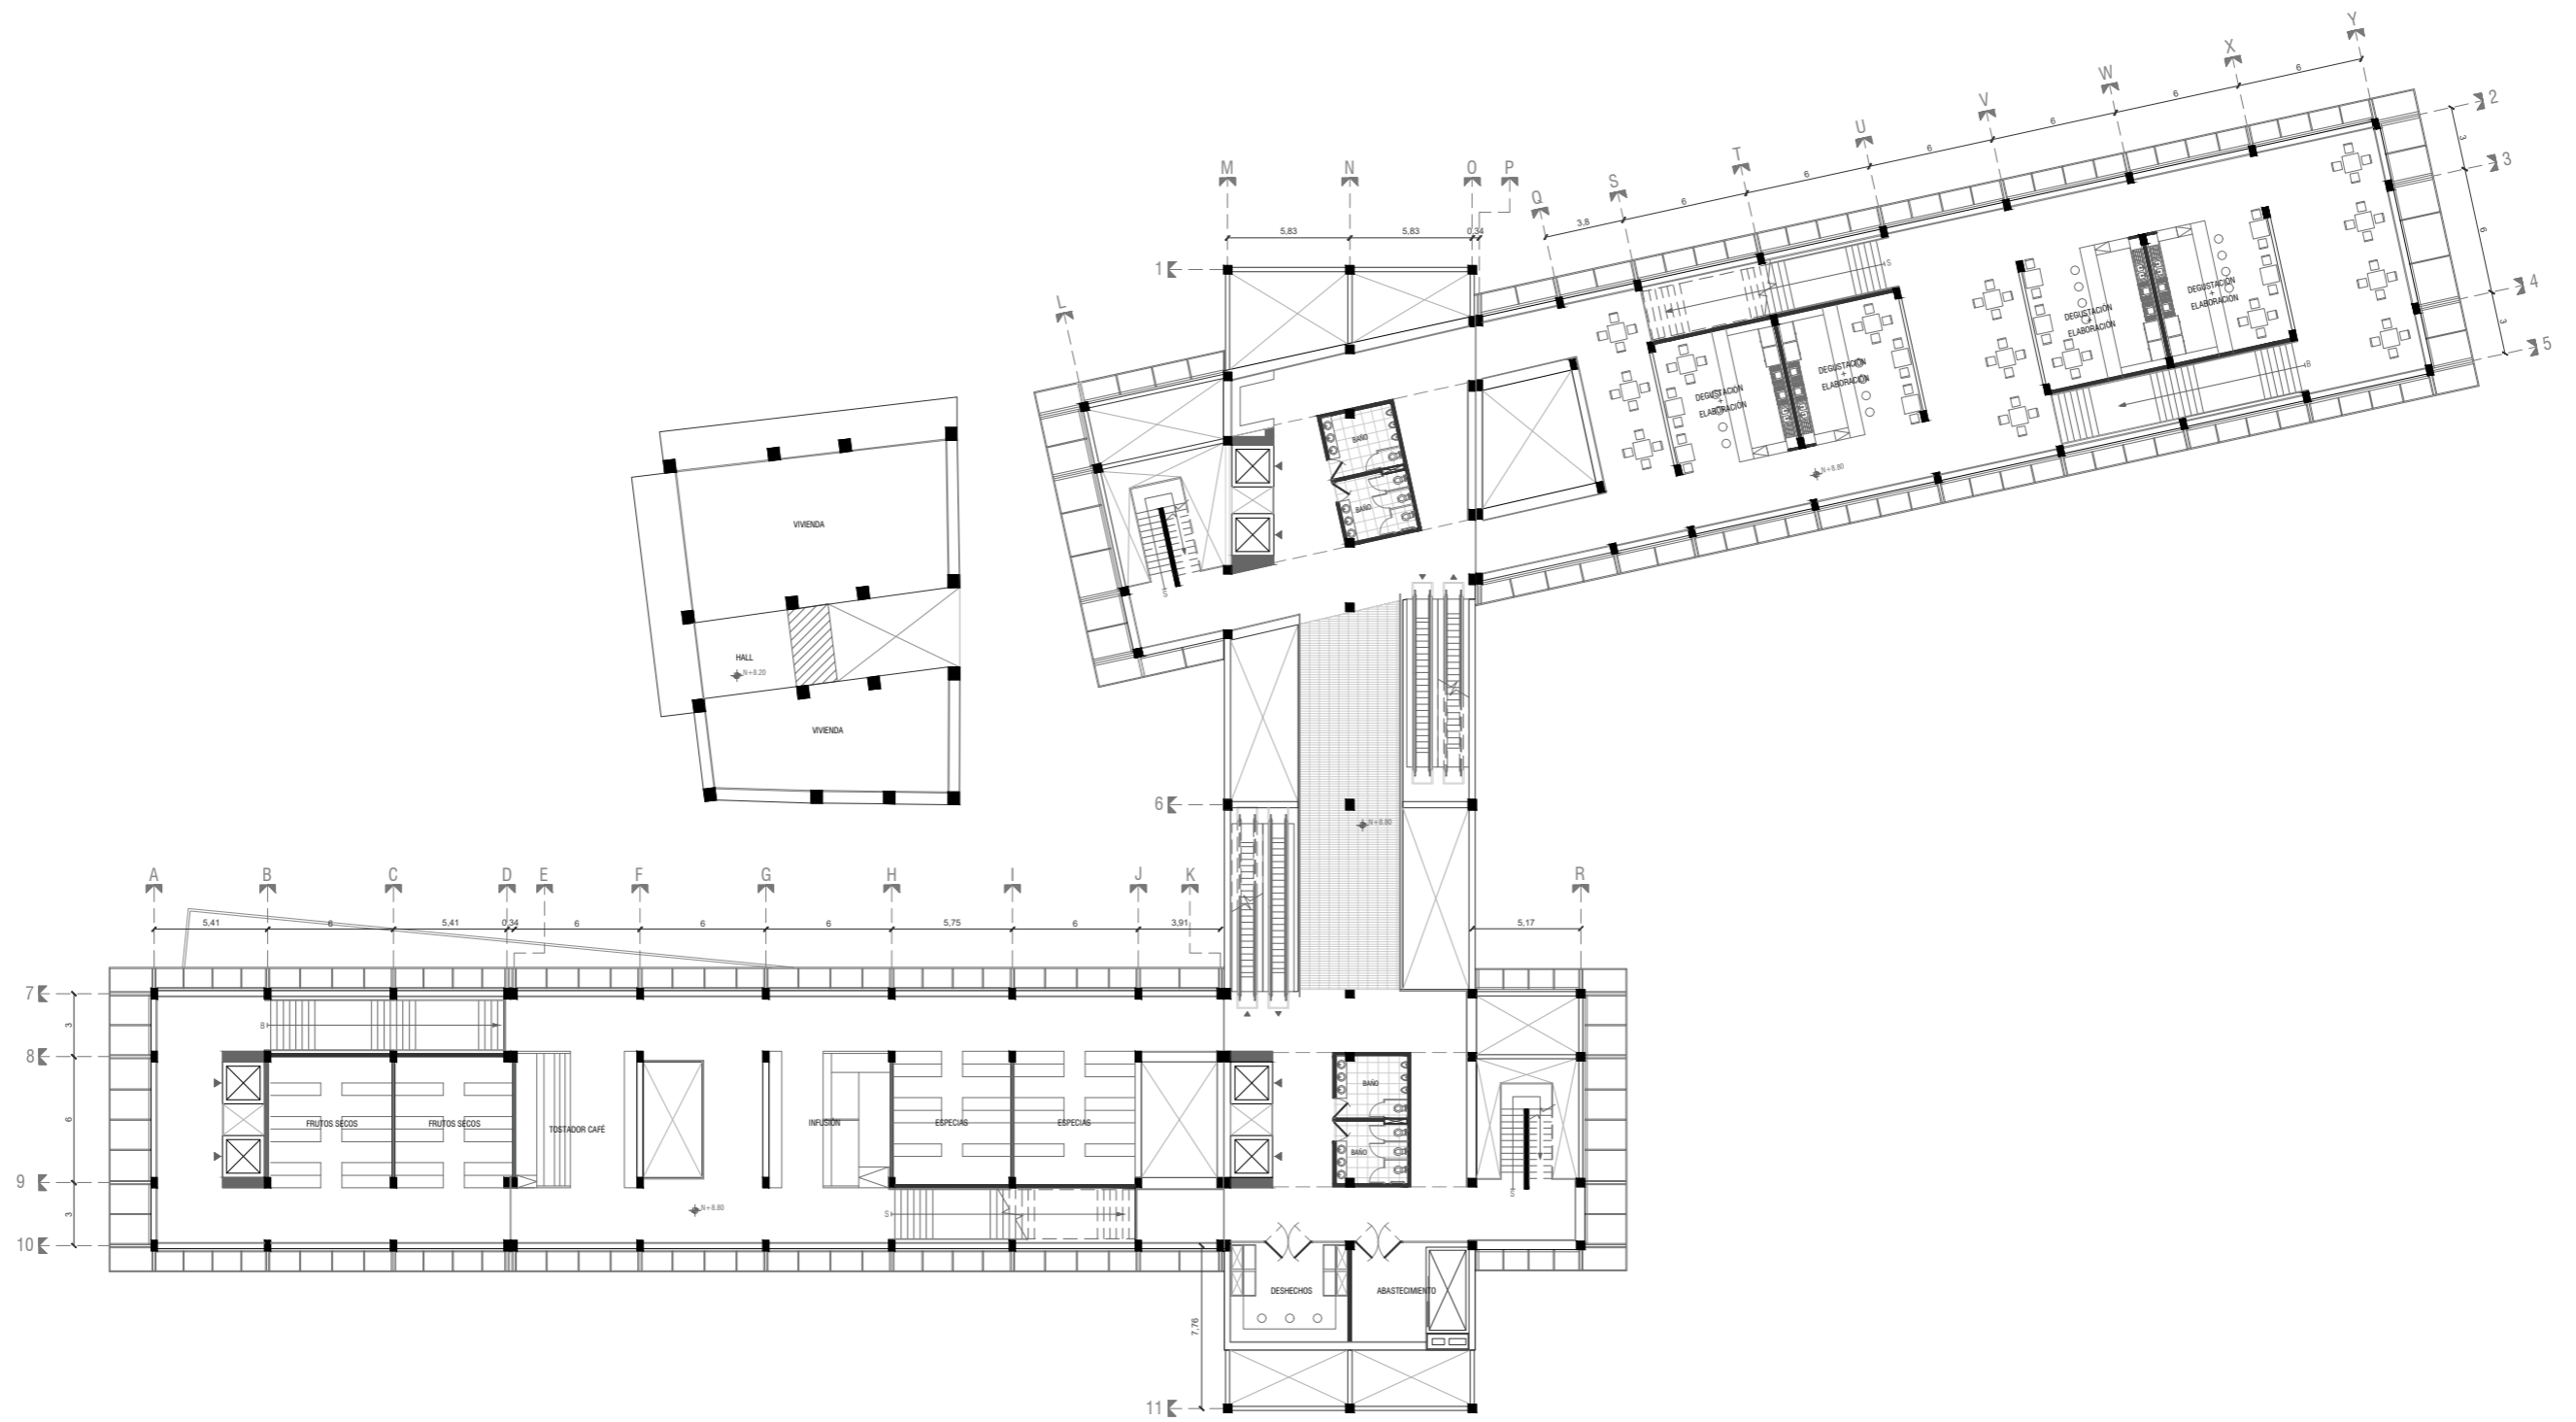 Y
X
W
V
U
T
S
Q
6
6
6
6
6
6
3,8
2
3
4
5
3
6
3
M
N
O
P
5,83
5,83
0,34
1
L
S
DEGUSTACIÓN
+
ELABORACIÓN
DEGUSTACIÓN
+
ELABORACIÓN
B
DEGUSTACIÓN
+
ELABORACIÓN
DEGUSTACIÓN
+
ELABORACIÓN
N+8.80
BAÑO
BAÑO
S
VIVIENDA
HALL
N+8.20
VIVIENDA
6
N+8.80
A
B
C
D
E
F
G
H
I
J
K
R
5,41
6
5,41
0,34
6
6
6
5,75
6
3,91
5,17
7
8
9
10
3
6
3
B
FRUTOS SECOS
FRUTOS SECOS
TOSTADOR CAFÉ
INFUSIÓN
ESPECIAS
ESPECIAS
BAÑO
BAÑO
S
N+8.80
S
DESHECHOS
ABASTECIMIENTO
7,76
11